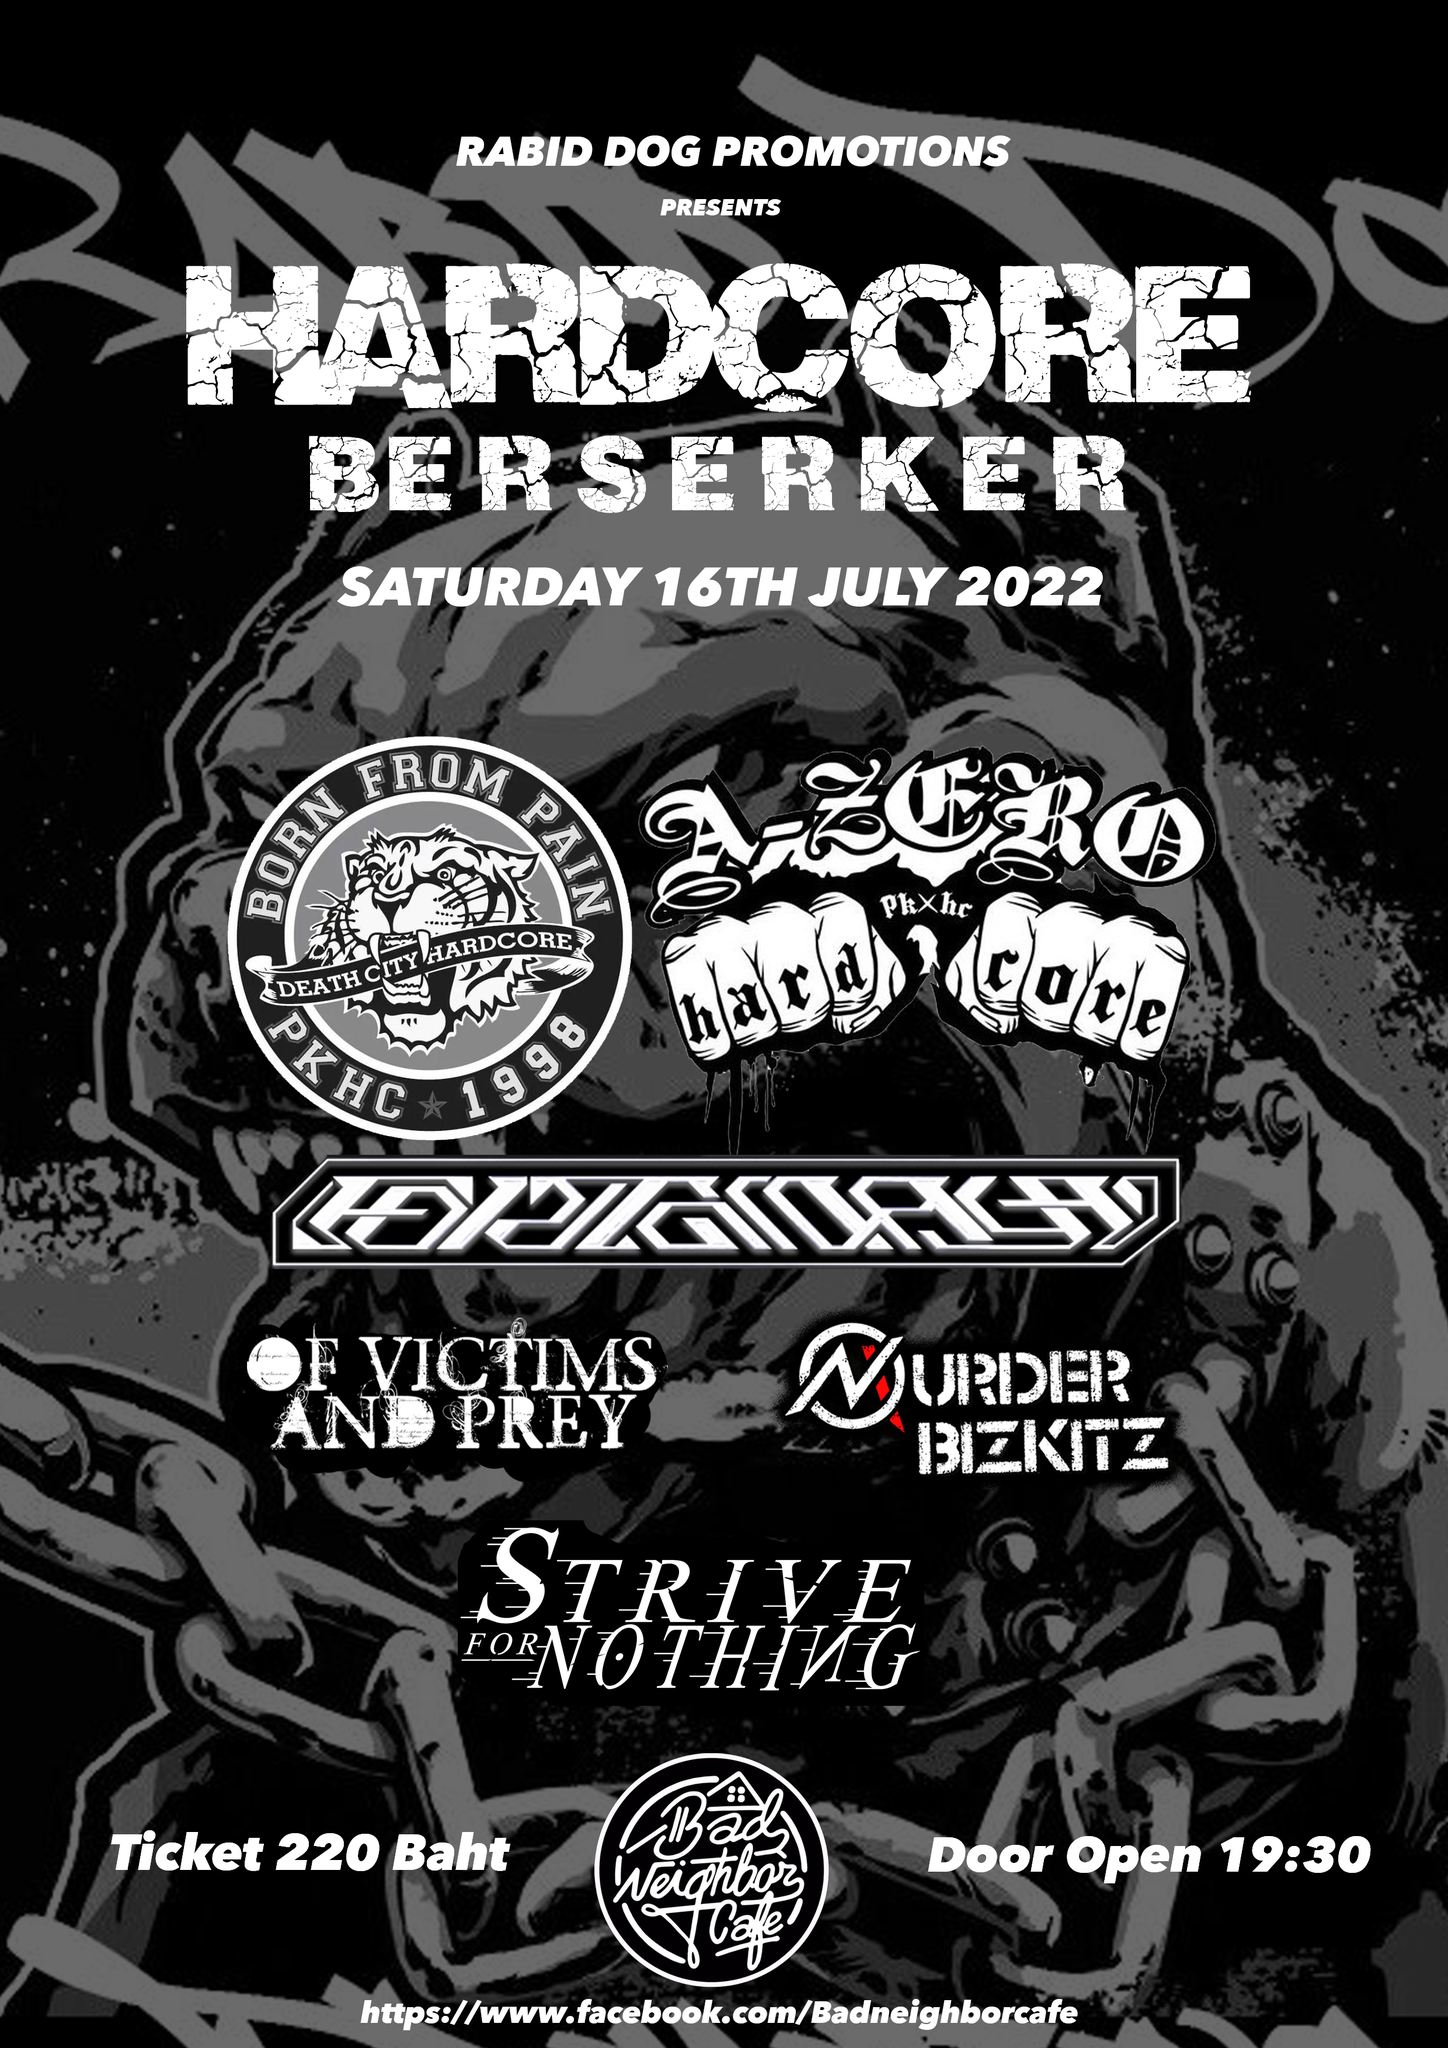 RABID DOG PROMOTIONS
PRESENTS
HARDCORE
BERSERKER
SATURDAY 16TH JULY 2022
BORN FROM PAIN
DEATH CITY HARDCORE
PKHC ★ 1998
A-ZERO
pk×hc
hard core
OF VICTIMS
AND PREY
MURDER
BIZKITZ
STRIVE
FOR NOTHING
Ticket 220 Baht
Bad
Neighbor
Caffe
Door Open 19:30
https://www.facebook.com/Badneighborcafe